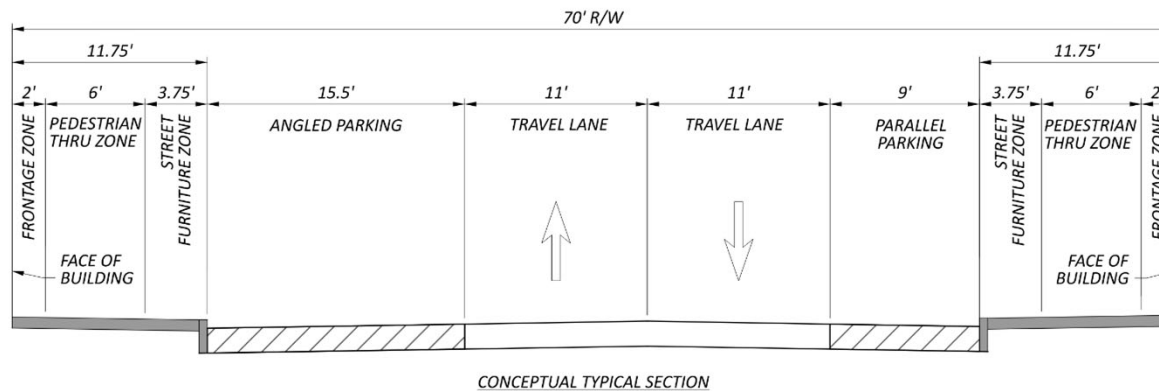 70' R/W
11.75'
11.75'
2'
6'
3.75'
15.5'
11'
11'
9'
3.75'
6'
FRONTAGE ZONE
PEDESTRIAN
THRU ZONE
STREET
FURNITURE ZONE
ANGLED PARKING
TRAVEL LANE
TRAVEL LANE
PARALLEL
PARKING
STREET
FURNITURE ZONE
PEDESTRIAN
THRU ZONE
FRONTAGE ZONE
FACE OF
BUILDING
FACE OF
BUILDING
CONCEPTUAL TYPICAL SECTION